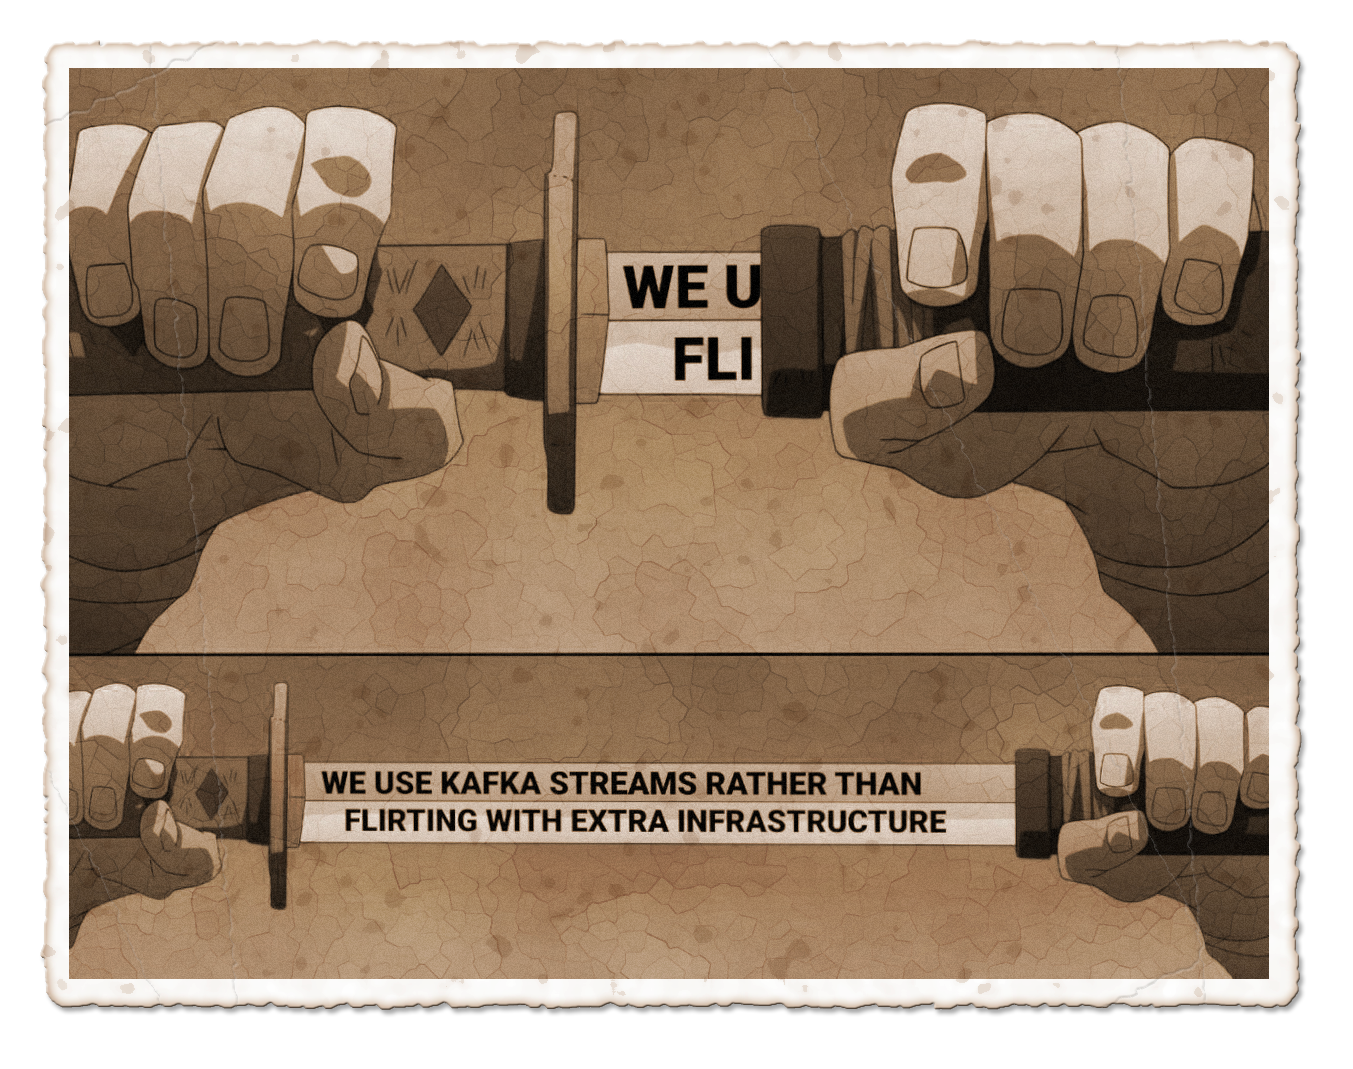 WE U
FLI
WE USE KAFKA STREAMS RATHER THAN
FLIRTING WITH EXTRA INFRASTRUCTURE